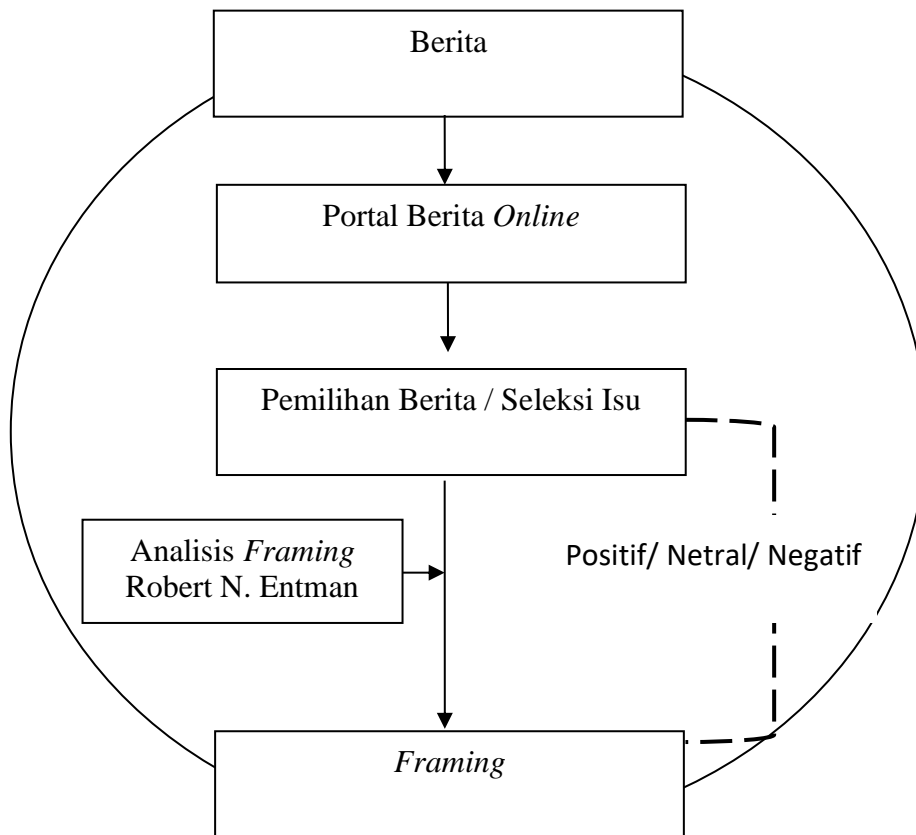 Berita
Portal Berita Online
Pemilihan Berita / Seleksi Isu
Analisis Framing
Robert N. Entman
Positif/ Netral/ Negatif
Framing